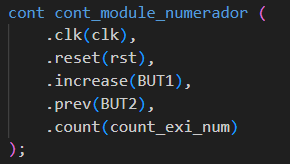 cont cont_module_numerador (
.clk(clk),
.reset(rst),
.increase(BUT1),
.prev(BUT2),
.count(count_exi_num)
);